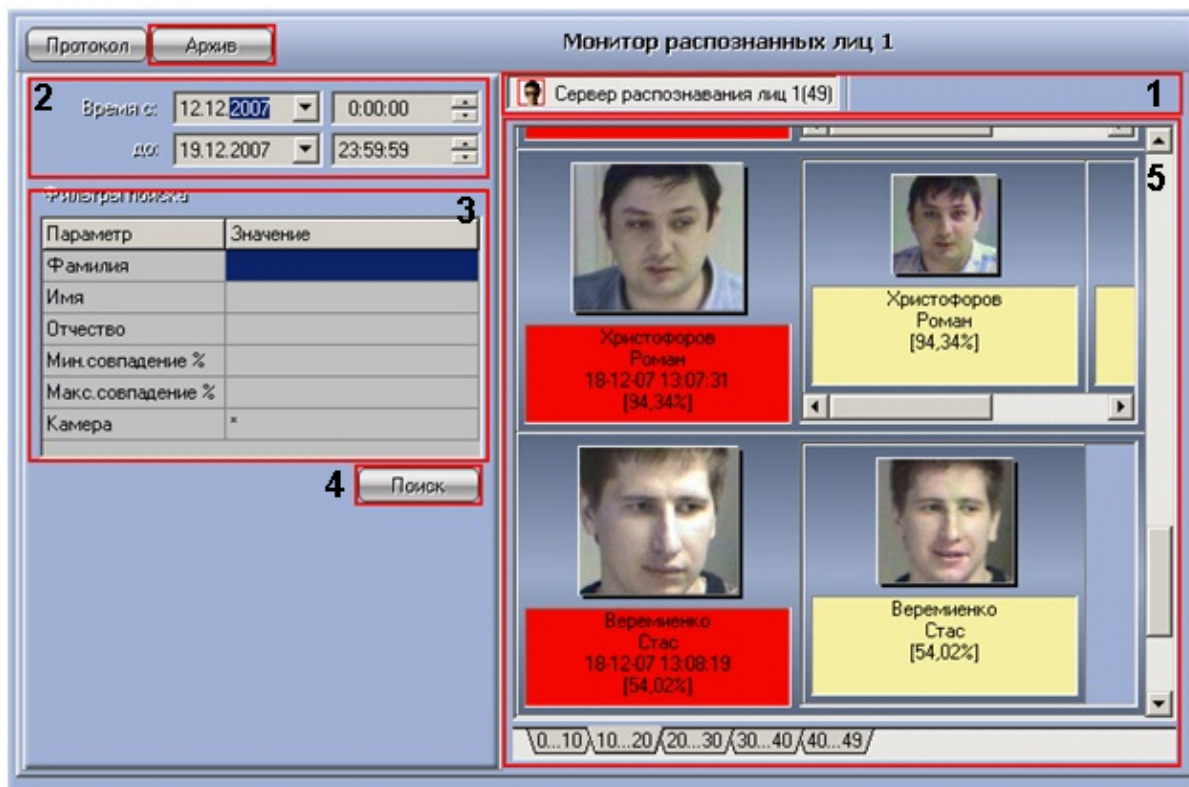 Протокол
Архив
Монитор распознанных лиц 1
2
Время с:
12.12.2007
0:00:00
до:
19.12.2007
23:59:59
Фильтры поиска
3
Параметр
Значение
Фамилия
Имя
Отчество
Мин.совпадение %
Макс.совпадение %
Камера
*
4
Поиск
Сервер распознавания лиц 1(49)
1
5
Христофоров
Роман
18-12-07 13:07:31
[94,34%]
Христофоров
Роман
[94,34%]
Веремиенко
Стас
18-12-07 13:08:19
[54,02%]
Веремиенко
Стас
[54,02%]
0...10
10...20
20...30
30...40
40...49